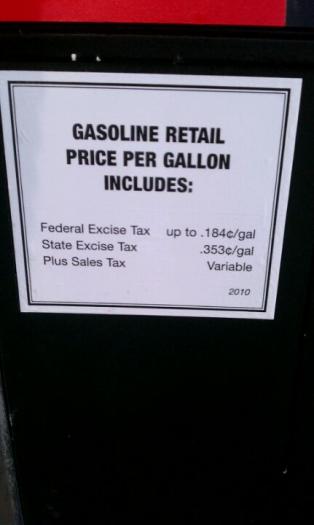 GASOLINE RETAIL
PRICE PER GALLON
INCLUDES:
Federal Excise Tax up to .184¢/gal
State Excise Tax .353¢/gal
Plus Sales Tax Variable
2010